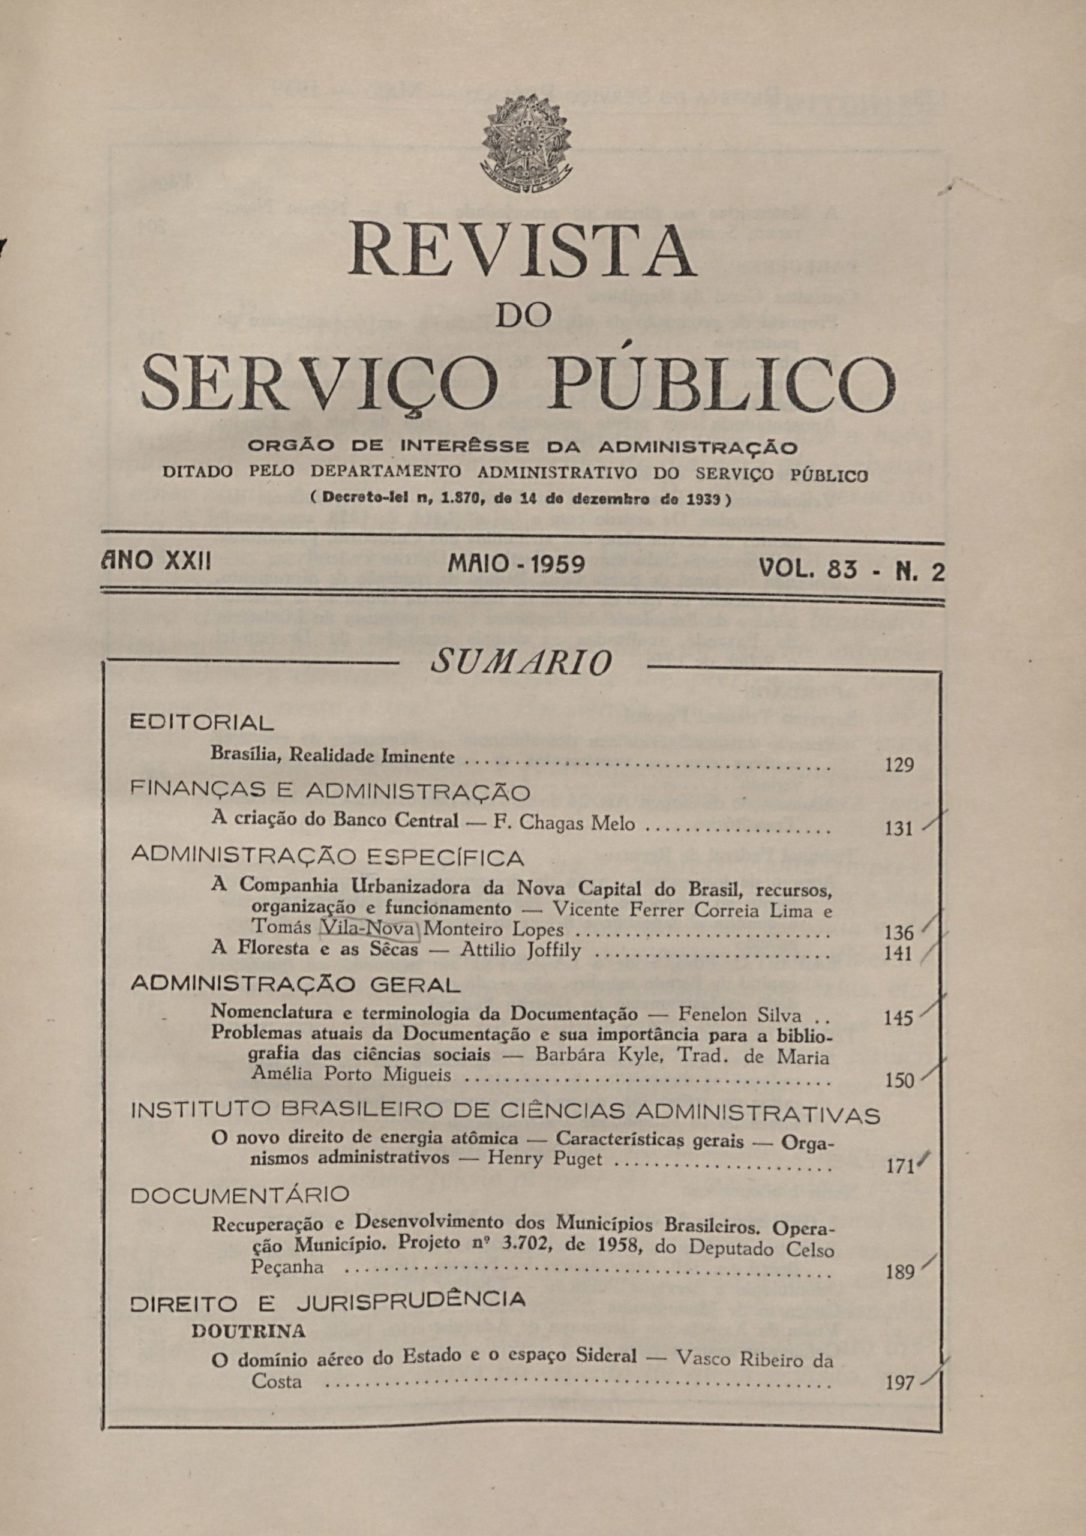 REVISTA
DO
SERVIÇO PÚBLICO
ORGÃO DE INTERÊSSE DA ADMINISTRAÇÃO
DITADO PELO DEPARTAMENTO ADMINISTRATIVO DO SERVIÇO PÚBLICO
( Decreto-lei n, 1.870, de 14 de dezembro de 1939 )
ANO XXII MAIO - 1959 VOL. 83 - N. 2
SUMARIO
EDITORIAL
Brasília, Realidade Iminente ..................................... 129
FINANÇAS E ADMINISTRAÇÃO
A criação do Banco Central — F. Chagas Melo ................... 131
ADMINISTRAÇÃO ESPECÍFICA
A Companhia Urbanizadora da Nova Capital do Brasil, recursos,
organização e funcionamento — Vicente Ferrer Correia Lima e
Tomás Vila-Nova Monteiro Lopes .......................... 136
A Floresta e as Sêcas — Attilio Joffily ........................ 141
ADMINISTRAÇÃO GERAL
Nomenclatura e terminologia da Documentação — Fenelon Silva .. 145
Problemas atuais da Documentação e sua importância para a biblio-
grafia das ciências sociais — Barbára Kyle, Trad. de Maria
Amélia Porto Migueis ..................................... 150
INSTITUTO BRASILEIRO DE CIÊNCIAS ADMINISTRATIVAS
O novo direito de energia atômica — Características gerais — Orga-
nismos administrativos — Henry Puget ...................... 171
DOCUMENTÁRIO
Recuperação e Desenvolvimento dos Municípios Brasileiros. Opera-
ção Município. Projeto nº 3.702, de 1958, do Deputado Celso
Peçanha ................................................. 189
DIREITO E JURISPRUDÊNCIA
DOUTRINA
O domínio aéreo do Estado e o espaço Sideral — Vasco Ribeiro da
Costa ................................................... 197